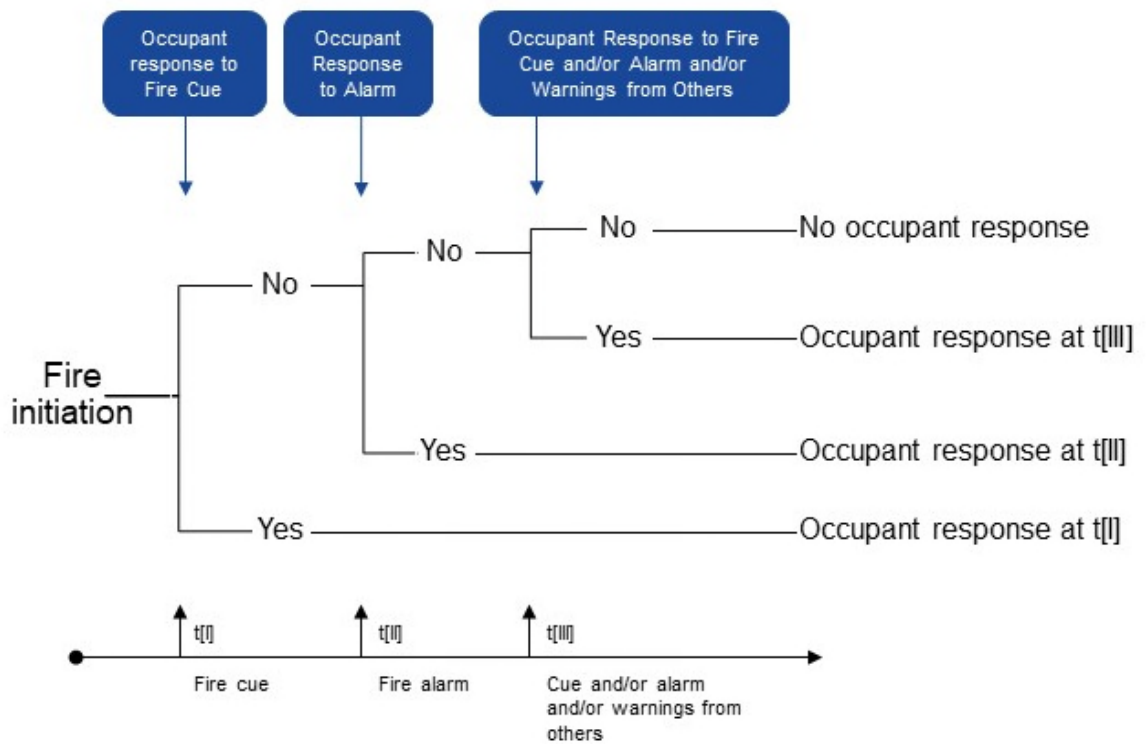 Occupant
response to
Fire Cue
Occupant
Response
to Alarm
Occupant Response to Fire
Cue and/or Alarm and/or
Warnings from Others
No
No occupant response
No
No
Yes
Occupant response at t[III]
Fire
initiation
Yes
Occupant response at t[II]
Yes
Occupant response at t[I]
t[I]
t[II]
t[III]
Fire cue
Fire alarm
Cue and/or alarm
and/or warnings from
others